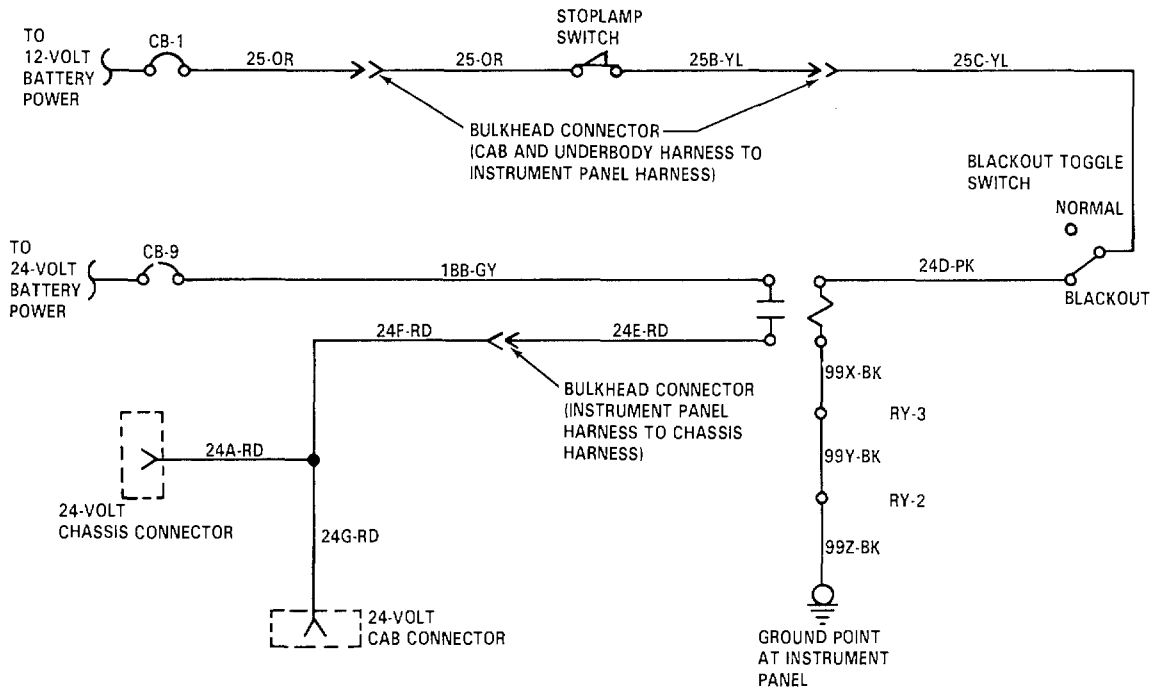 TO
12-VOLT
BATTERY
POWER
CB-1
25-OR
25-OR
STOPLAMP
SWITCH
25B-YL
25C-YL
BULKHEAD CONNECTOR
(CAB AND UNDERBODY HARNESS TO
INSTRUMENT PANEL HARNESS)
BLACKOUT TOGGLE
SWITCH
NORMAL
BLACKOUT
TO
24-VOLT
BATTERY
POWER
CB-9
1BB-GY
24D-PK
24F-RD
24E-RD
BULKHEAD CONNECTOR
(INSTRUMENT PANEL
HARNESS TO CHASSIS
HARNESS)
99X-BK
RY-3
99Y-BK
RY-2
99Z-BK
24A-RD
24-VOLT
CHASSIS CONNECTOR
24G-RD
24-VOLT
CAB CONNECTOR
GROUND POINT
AT INSTRUMENT
PANEL